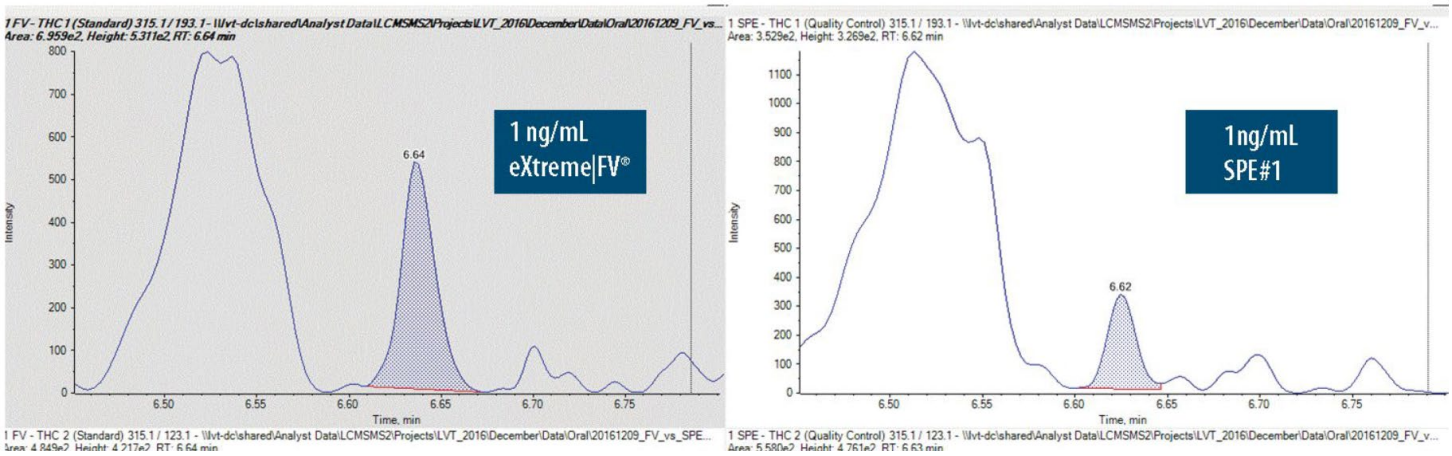 1 FV - THC 1 (Standard) 315.1 / 193.1 - \\lvt-dc\shared\Analyst Data\LCMSMS2\Projects\LVT_2016\December\Data\Oral\20161209_FV_vs...
Area: 6.959e2, Height: 5.311e2, RT: 6.64 min
800
700
600
500
400
300
200
100
0
Intensity
6.64
1 ng/mL
eXtreme|FV®
6.50
6.55
6.60
6.65
6.70
6.75
Time, min
1 FV - THC 2 (Standard) 315.1 / 123.1 - \\lvt-dc\shared\Analyst Data\LCMSMS2\Projects\LVT_2016\December\Data\Oral\20161209_FV_vs_SPE...
Area: 4.849e2, Height: 4.217e2, RT: 6.64 min
1 SPE - THC 1 (Quality Control) 315.1 / 193.1 - \\lvt-dc\shared\Analyst Data\LCMSMS2\Projects\LVT_2016\December\Data\Oral\20161209_FV_v...
Area: 3.529e2, Height: 3.269e2, RT: 6.62 min
1100
1000
900
800
700
600
500
400
300
200
100
0
Intensity
6.62
1ng/mL
SPE#1
6.50
6.55
6.60
6.65
6.70
6.75
Time, min
1 SPE - THC 2 (Quality Control) 315.1 / 123.1 - \\lvt-dc\shared\Analyst Data\LCMSMS2\Projects\LVT_2016\December\Data\Oral\20161209_FV_v...
Area: 5.580e2, Height: 4.761e2, RT: 6.63 min